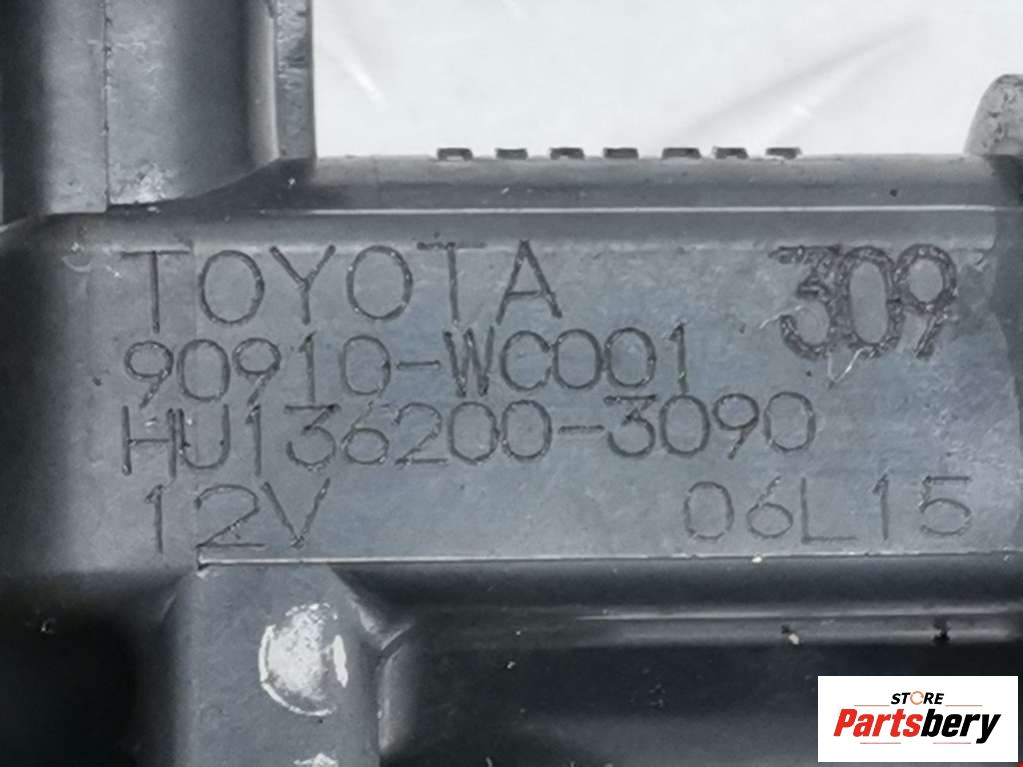 TOYOTA 309
90910-WC001
HU136200-3090
12V 06L15
STORE
Partsbery